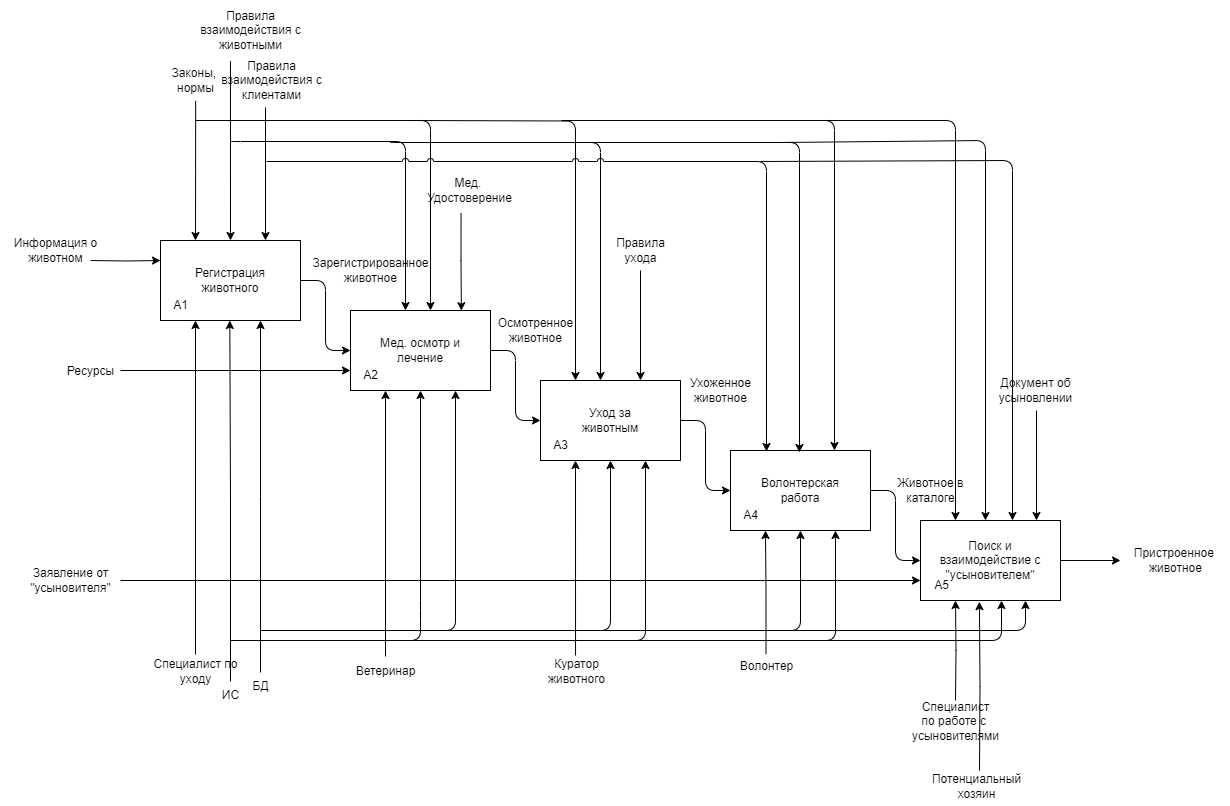 Правила
взаимодействия с
животными
Законы,
нормы
Правила
взаимодействия с
клиентами
Мед.
Удостоверение
Информация о
животном
Регистрация
животного
A1
Зарегистрированное
животное
Правила
ухода
Ресурсы
Мед. осмотр и
лечение
A2
Осмотренное
животное
Уход за
животным
A3
Ухоженное
животное
Документ об
усыновлении
Волонтерская
работа
A4
Животное в
каталоге
Поиск и
взаимодействие с
"усыновителем"
A5
Пристроенное
животное
Заявление от
"усыновителя"
Специалист по
уходу
ИС
БД
Ветеринар
Куратор
животного
Волонтер
Специалист
по работе с
усыновителями
Потенциальный
хозяин